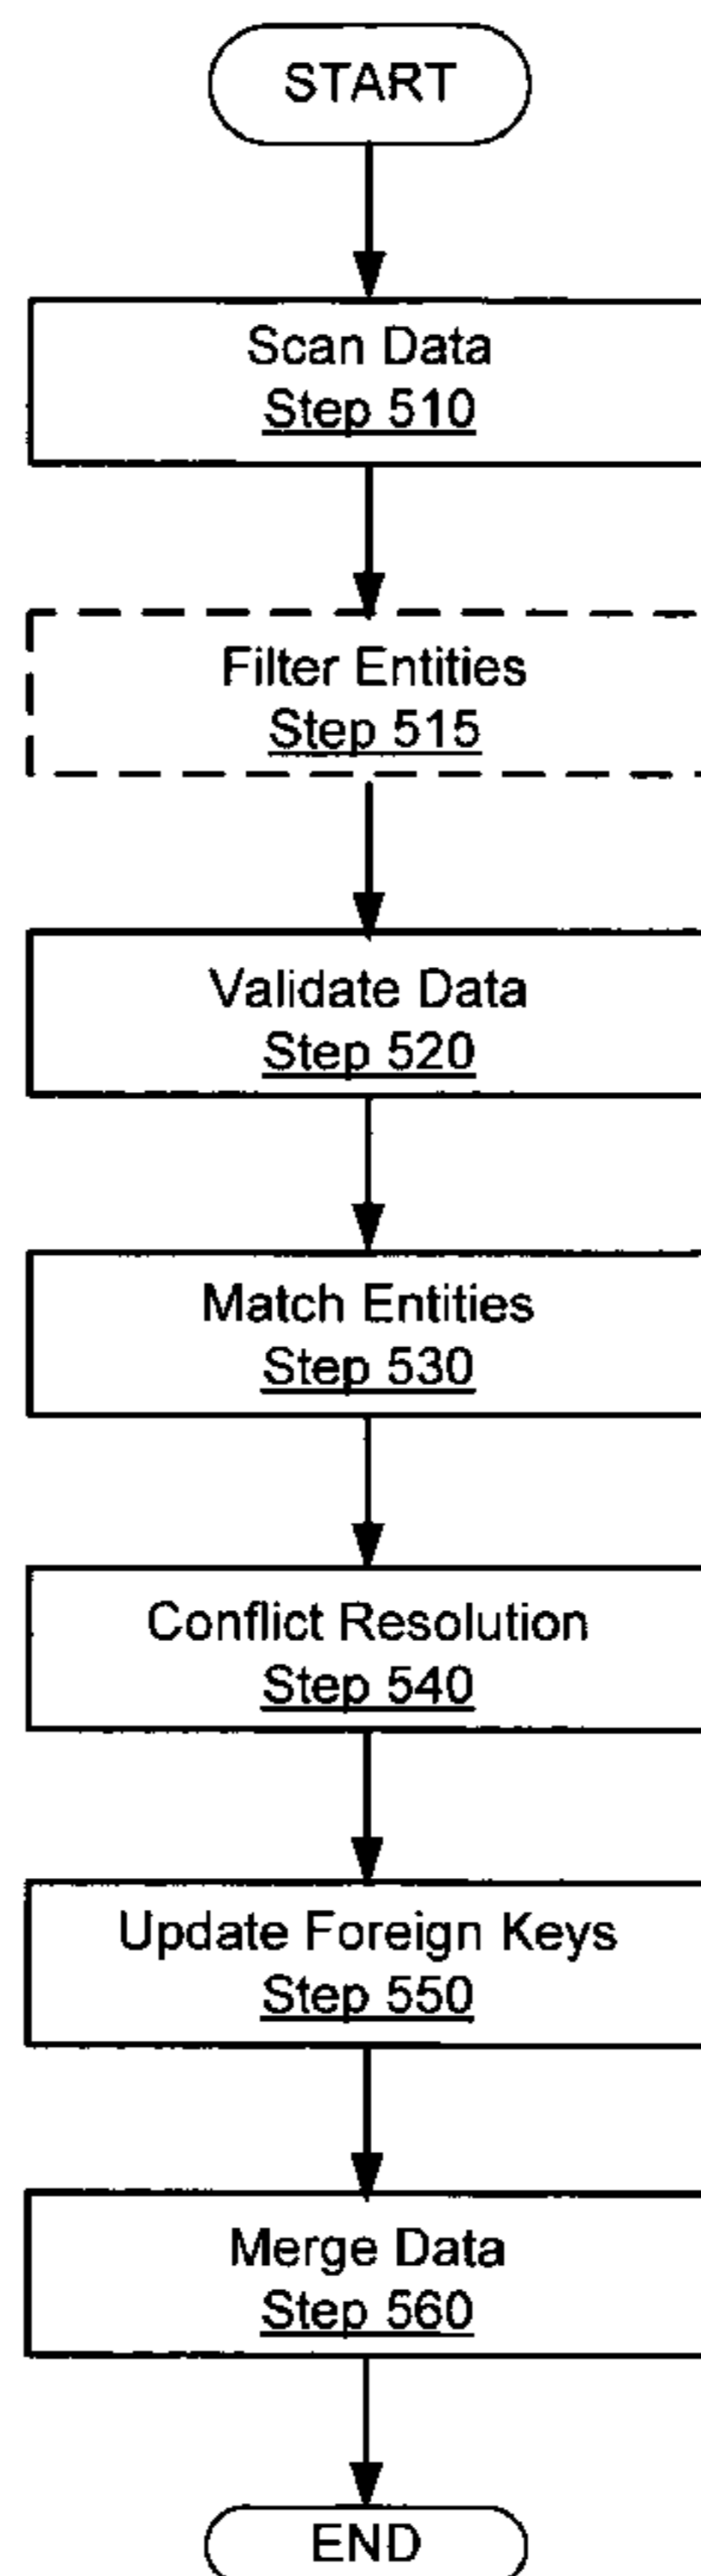 START
Scan Data
Step 510
Filter Entities
Step 515
Validate Data
Step 520
Match Entities
Step 530
Conflict Resolution
Step 540
Update Foreign Keys
Step 550
Merge Data
Step 560
END